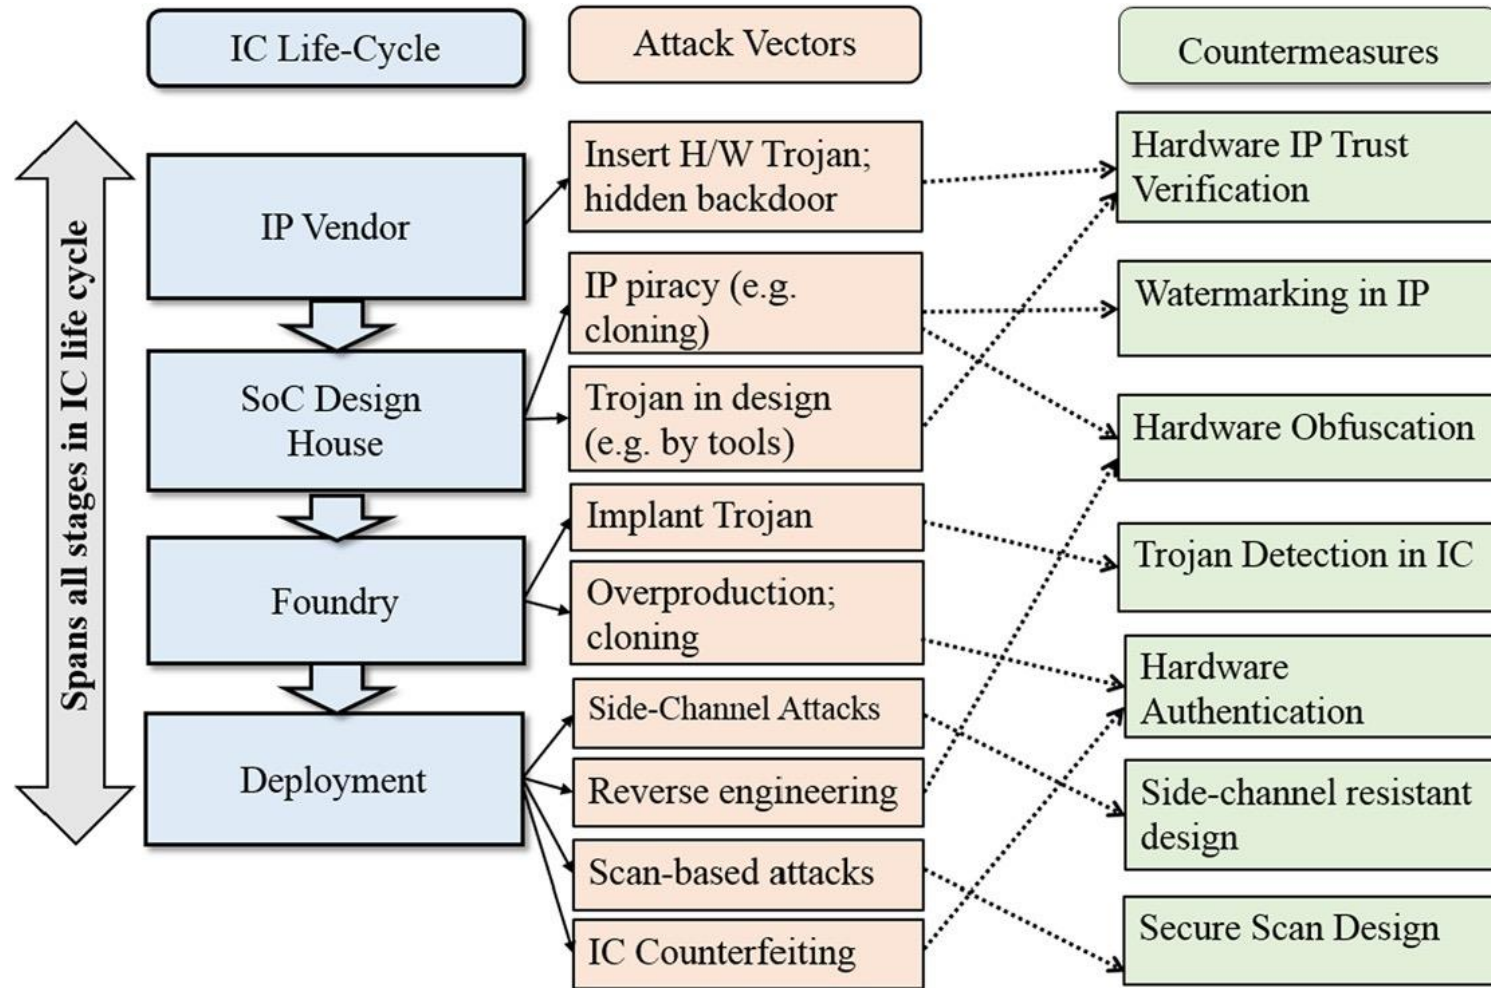 IC Life-Cycle
Attack Vectors
Countermeasures
Spans all stages in IC life cycle
IP Vendor
SoC Design
House
Foundry
Deployment
Insert H/W Trojan;
hidden backdoor
IP piracy (e.g.
cloning)
Trojan in design
(e.g. by tools)
Implant Trojan
Overproduction;
cloning
Side-Channel Attacks
Reverse engineering
Scan-based attacks
IC Counterfeiting
Hardware IP Trust
Verification
Watermarking in IP
Hardware Obfuscation
Trojan Detection in IC
Hardware
Authentication
Side-channel resistant
design
Secure Scan Design